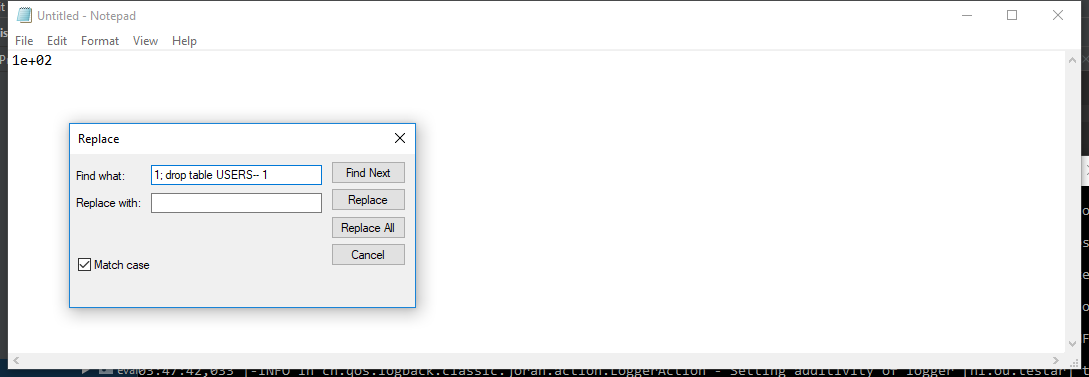 Untitled - Notepad
File Edit Format View Help
1e+02
Replace
Find what: 1; drop table USERS-- 1 Find Next
Replace with: Replace
Replace All
Cancel
Match case
03:47:42,033 |-INFO in ch.qos.logback.classic.joran.action.LoggerAction - Setting additivity of logger [nl.ou.testar]